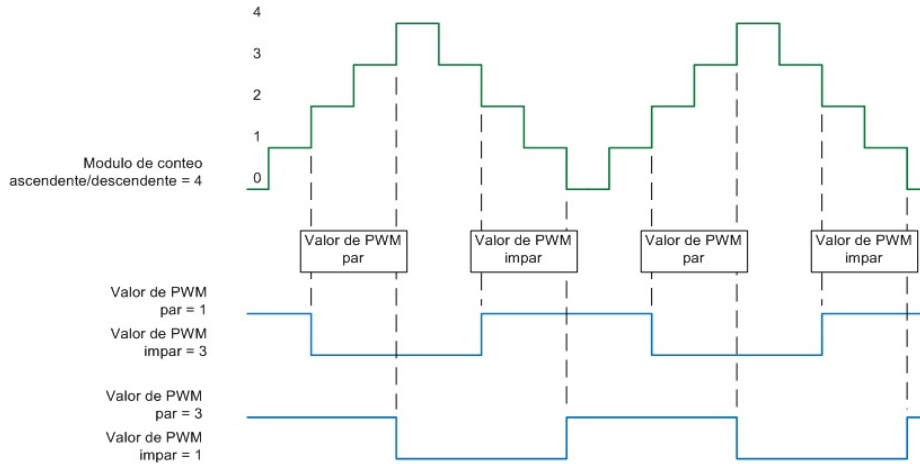 4
3
2
1
0
Modulo de conteo
ascendente/descendente = 4
Valor de PWM
par
Valor de PWM
impar
Valor de PWM
par
Valor de PWM
impar
Valor de PWM
par = 1
Valor de PWM
impar = 3
Valor de PWM
par = 3
Valor de PWM
impar = 1